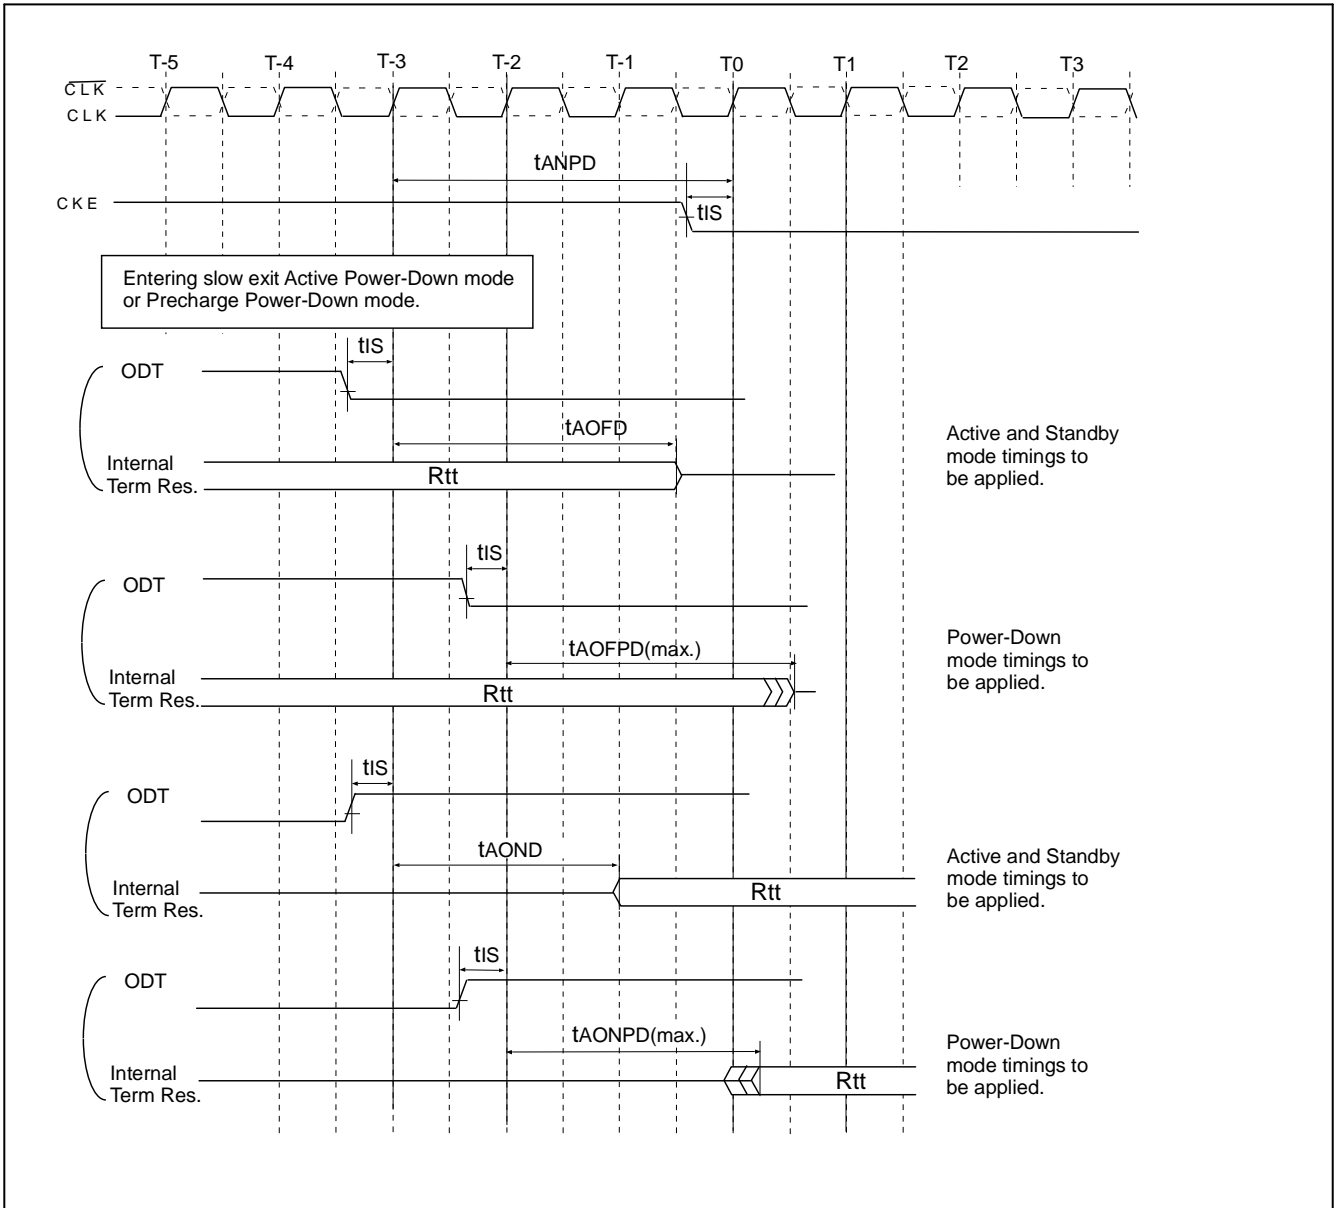 T-5 T-4 T-3 T-2 T-1 T0 T1 T2 T3
CLK
CLK
tANPD
CKE
tIS
Entering slow exit Active Power-Down mode
or Precharge Power-Down mode.
tIS
ODT
tAOFD
Internal
Term Res.
Rtt
Active and Standby
mode timings to
be applied.
tIS
ODT
tAOFPD(max.)
Internal
Term Res.
Rtt
Power-Down
mode timings to
be applied.
tIS
ODT
tAOND
Internal
Term Res.
Rtt
Active and Standby
mode timings to
be applied.
tIS
ODT
tAONPD(max.)
Internal
Term Res.
Rtt
Power-Down
mode timings to
be applied.